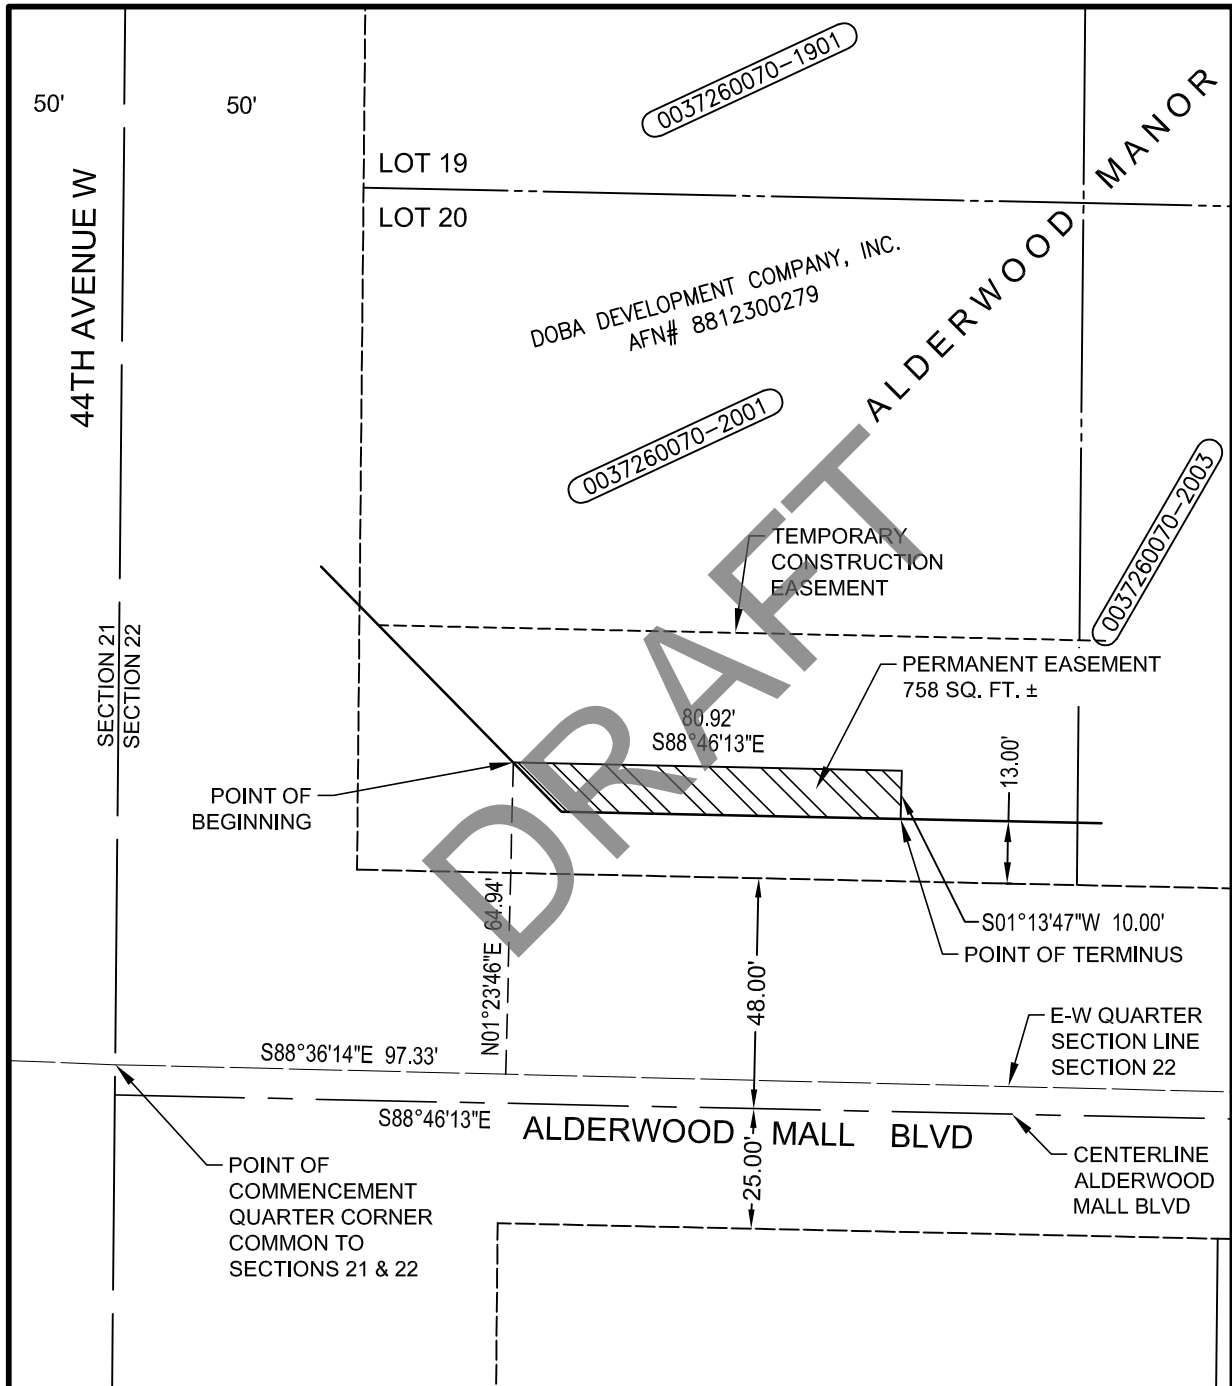 50'
50'
0037260070-1901
MANOR
LOT 19
LOT 20
44TH AVENUE W
DOBA DEVELOPMENT COMPANY, INC.
AFN# 8812300279
ALDERWOOD
0037260070-2001
0037260070-2003
TEMPORARY
CONSTRUCTION
EASEMENT
SECTION 21
SECTION 22
PERMANENT EASEMENT
758 SQ. FT. ±
80.92'
S88°46'13"E
13.00'
POINT OF
BEGINNING
DRAFT
N01°23'46"E 64.94'
S01°13'47"W 10.00'
POINT OF TERMINUS
48.00'
E-W QUARTER
SECTION LINE
SECTION 22
S88°36'14"E 97.33'
S88°46'13"E
ALDERWOOD MALL BLVD
25.00'
CENTERLINE
ALDERWOOD
MALL BLVD
POINT OF
COMMENCEMENT
QUARTER CORNER
COMMON TO
SECTIONS 21 & 22